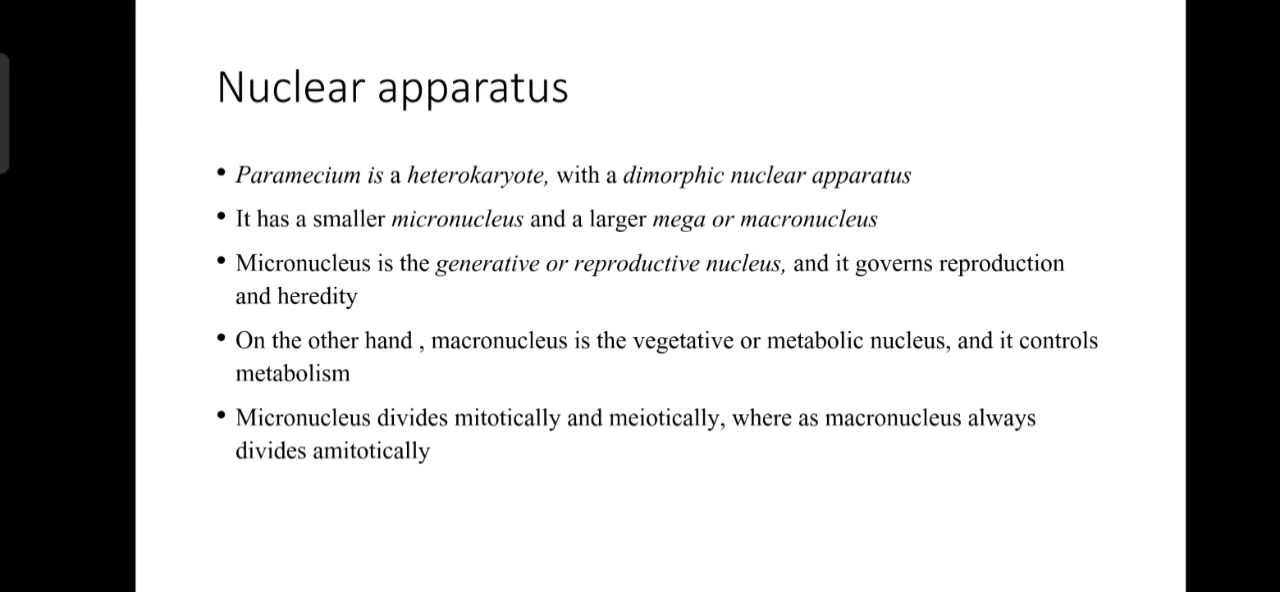 Nuclear apparatus
• Paramecium is a heterokaryote, with a dimorphic nuclear apparatus
• It has a smaller micronucleus and a larger mega or macronucleus
• Micronucleus is the generative or reproductive nucleus, and it governs reproduction
and heredity
• On the other hand , macronucleus is the vegetative or metabolic nucleus, and it controls
metabolism
• Micronucleus divides mitotically and meiotically, where as macronucleus always
divides amitotically